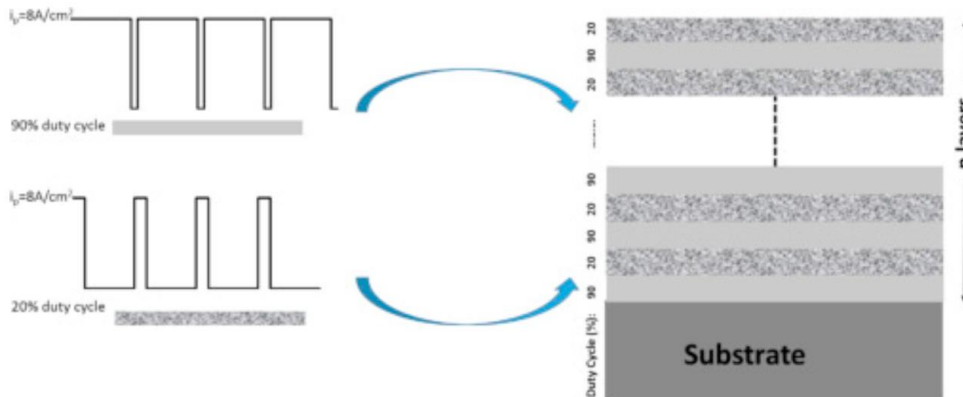 iₚ=8A/cm²
90% duty cycle
iₚ=8A/cm²
20% duty cycle
20
90
20
........
90
20
90
20
90
Duty Cycle (%):
n layers
Substrate